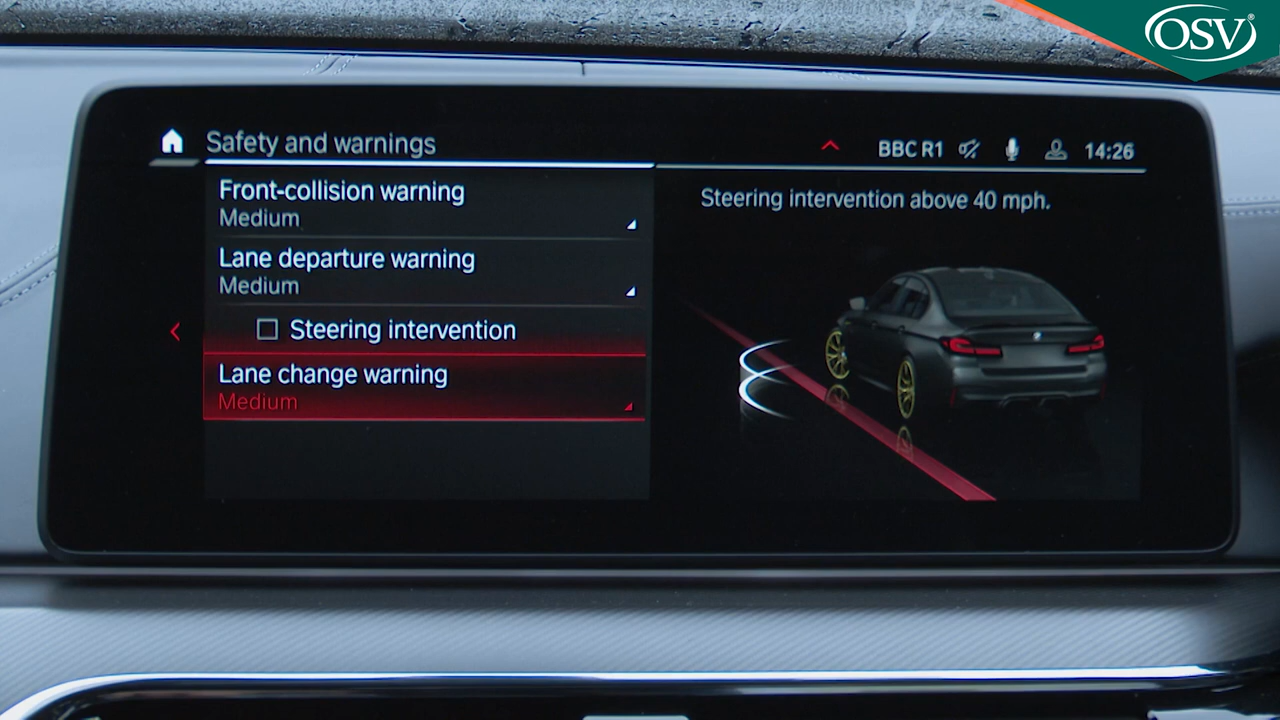 OSV®
Safety and warnings
BBC R1
14:26
Front-collision warning
Medium
Lane departure warning
Medium
Steering intervention
Lane change warning
Medium
Steering intervention above 40 mph.